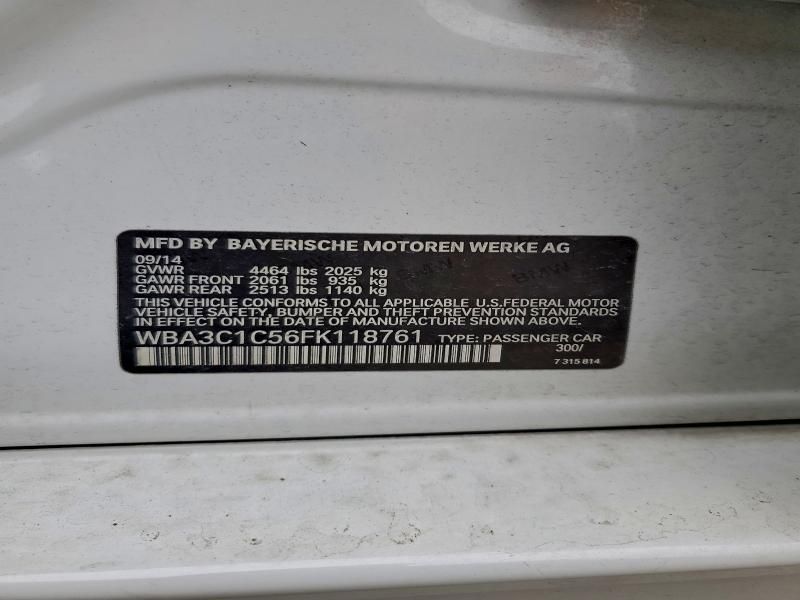 MFD BY BAYERISCHE MOTOREN WERKE AG
09/14
GVWR 4464 lbs 2025 kg
GAWR FRONT 2061 lbs 935 kg
GAWR REAR 2513 lbs 1140 kg
THIS VEHICLE CONFORMS TO ALL APPLICABLE U.S.FEDERAL MOTOR
VEHICLE SAFETY, BUMPER AND THEFT PREVENTION STANDARDS
IN EFFECT ON THE DATE OF MANUFACTURE SHOWN ABOVE.
WBA3C1C56FK118761 TYPE: PASSENGER CAR
300/
7 315 814